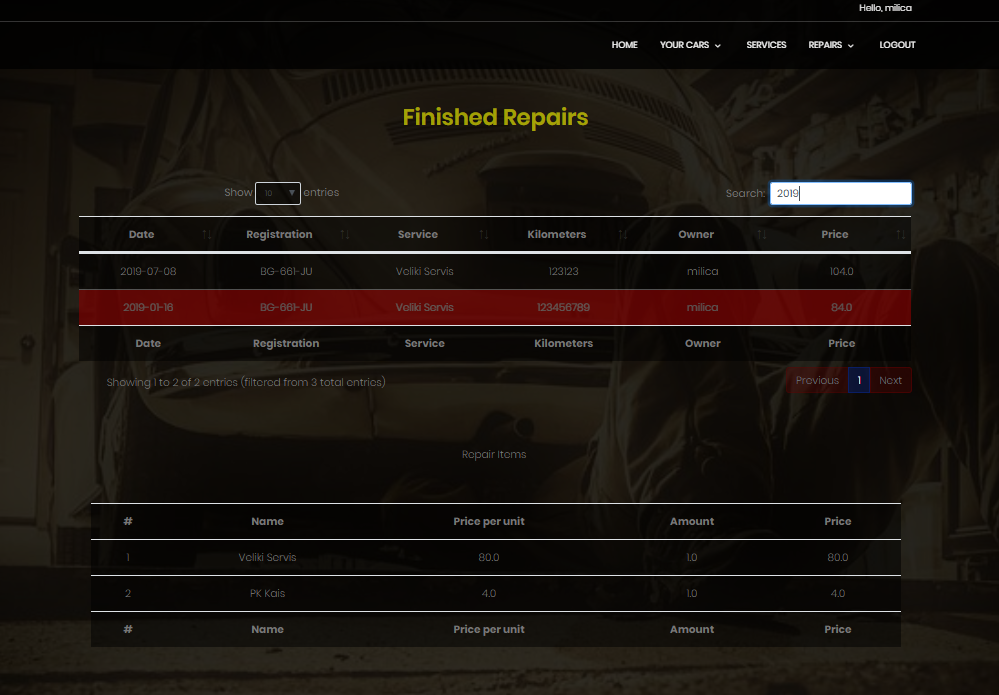 Hello, milica
HOME YOUR CARS SERVICES REPAIRS LOGOUT
Finished Repairs
Show 10 entries Search: 2019
Date Registration Service Kilometers Owner Price
2019-07-08 BG-661-JU Veliki Servis 123123 milica 104.0
2019-01-16 BG-661-JU Veliki Servis 123456789 milica 84.0
Date Registration Service Kilometers Owner Price
Showing 1 to 2 of 2 entries (filtered from 3 total entries) Previous 1 Next
Repair Items
# Name Price per unit Amount Price
1 Veliki Servis 80.0 1.0 80.0
2 PK Kais 4.0 1.0 4.0
# Name Price per unit Amount Price